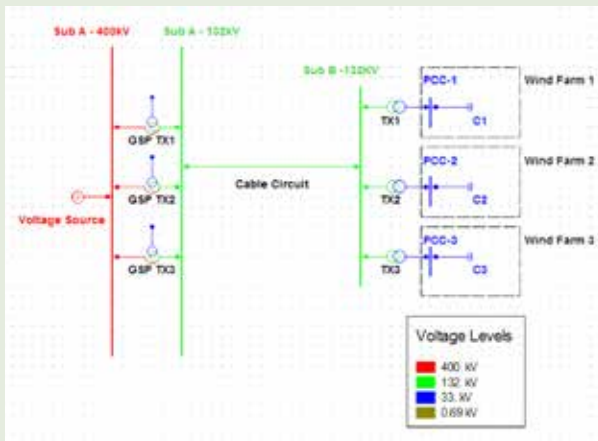 Sub A - 400kV
Sub A - 132kV
Sub B -132KV
PCC-1
Wind Farm 1
TX1
C1
GSP TX1
PCC-2
Wind Farm 2
Cable Circuit
TX2
C2
GSP TX2
Voltage Source
PCC-3
Wind Farm 3
TX3
C3
GSP TX3
Voltage Levels
400. kV
132. kV
33. kV
0.69 kV